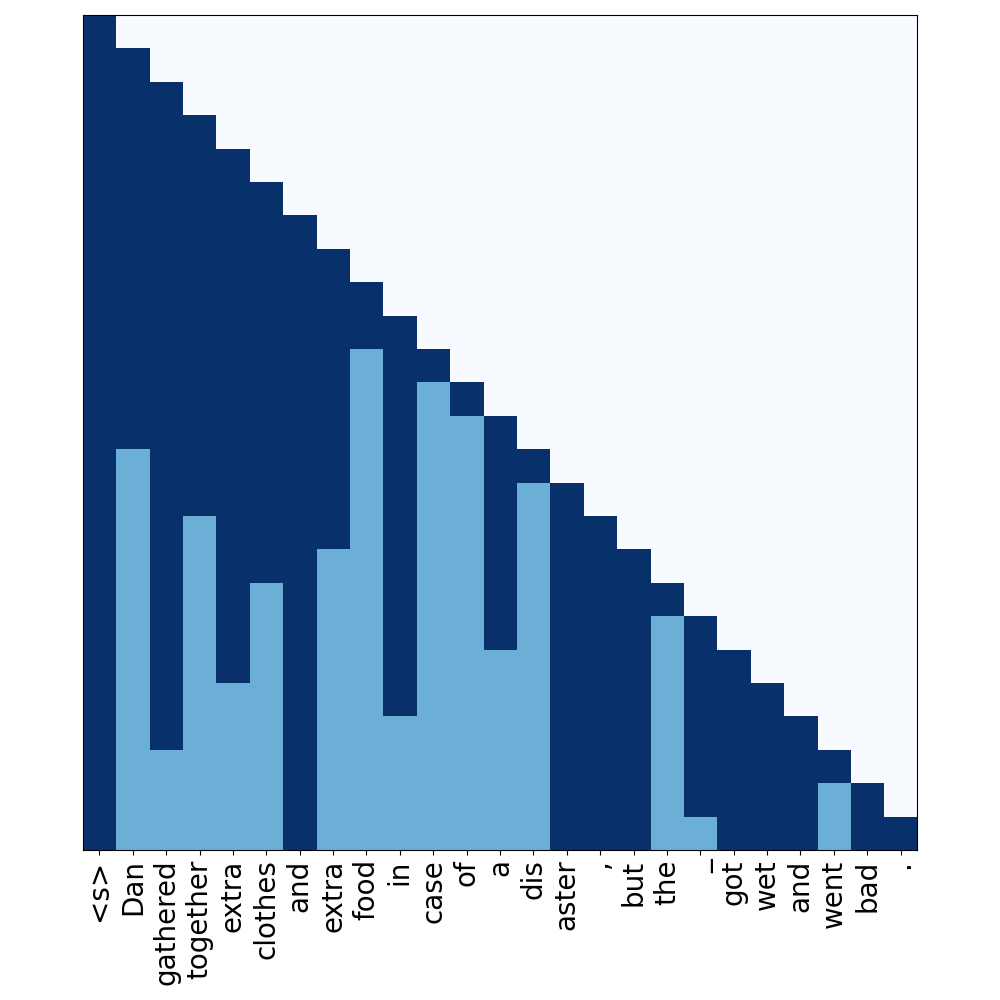 <s> Dan gathered together extra clothes and extra food in case of a dis aster , but the _ got wet and went bad .